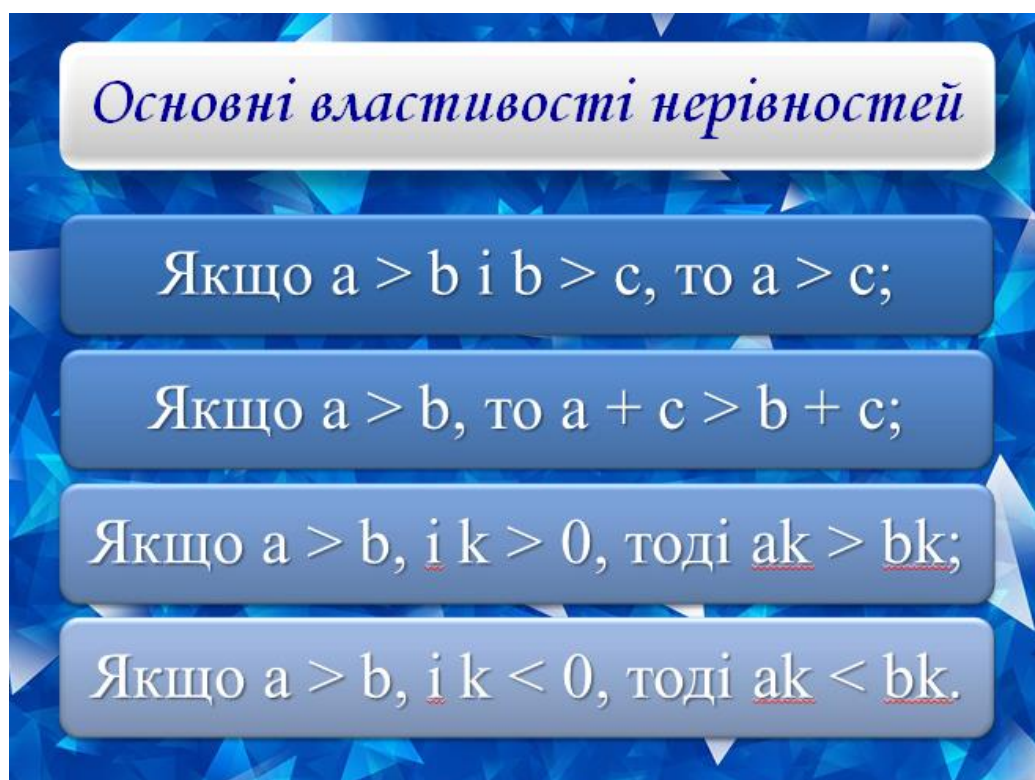 Основні властивості нерівностей
Якщо a > b і b > c, то a > c;
Якщо a > b, то a + c > b + c;
Якщо a > b, і k > 0, тоді ak > bk;
Якщо a > b, і k < 0, тоді ak < bk.